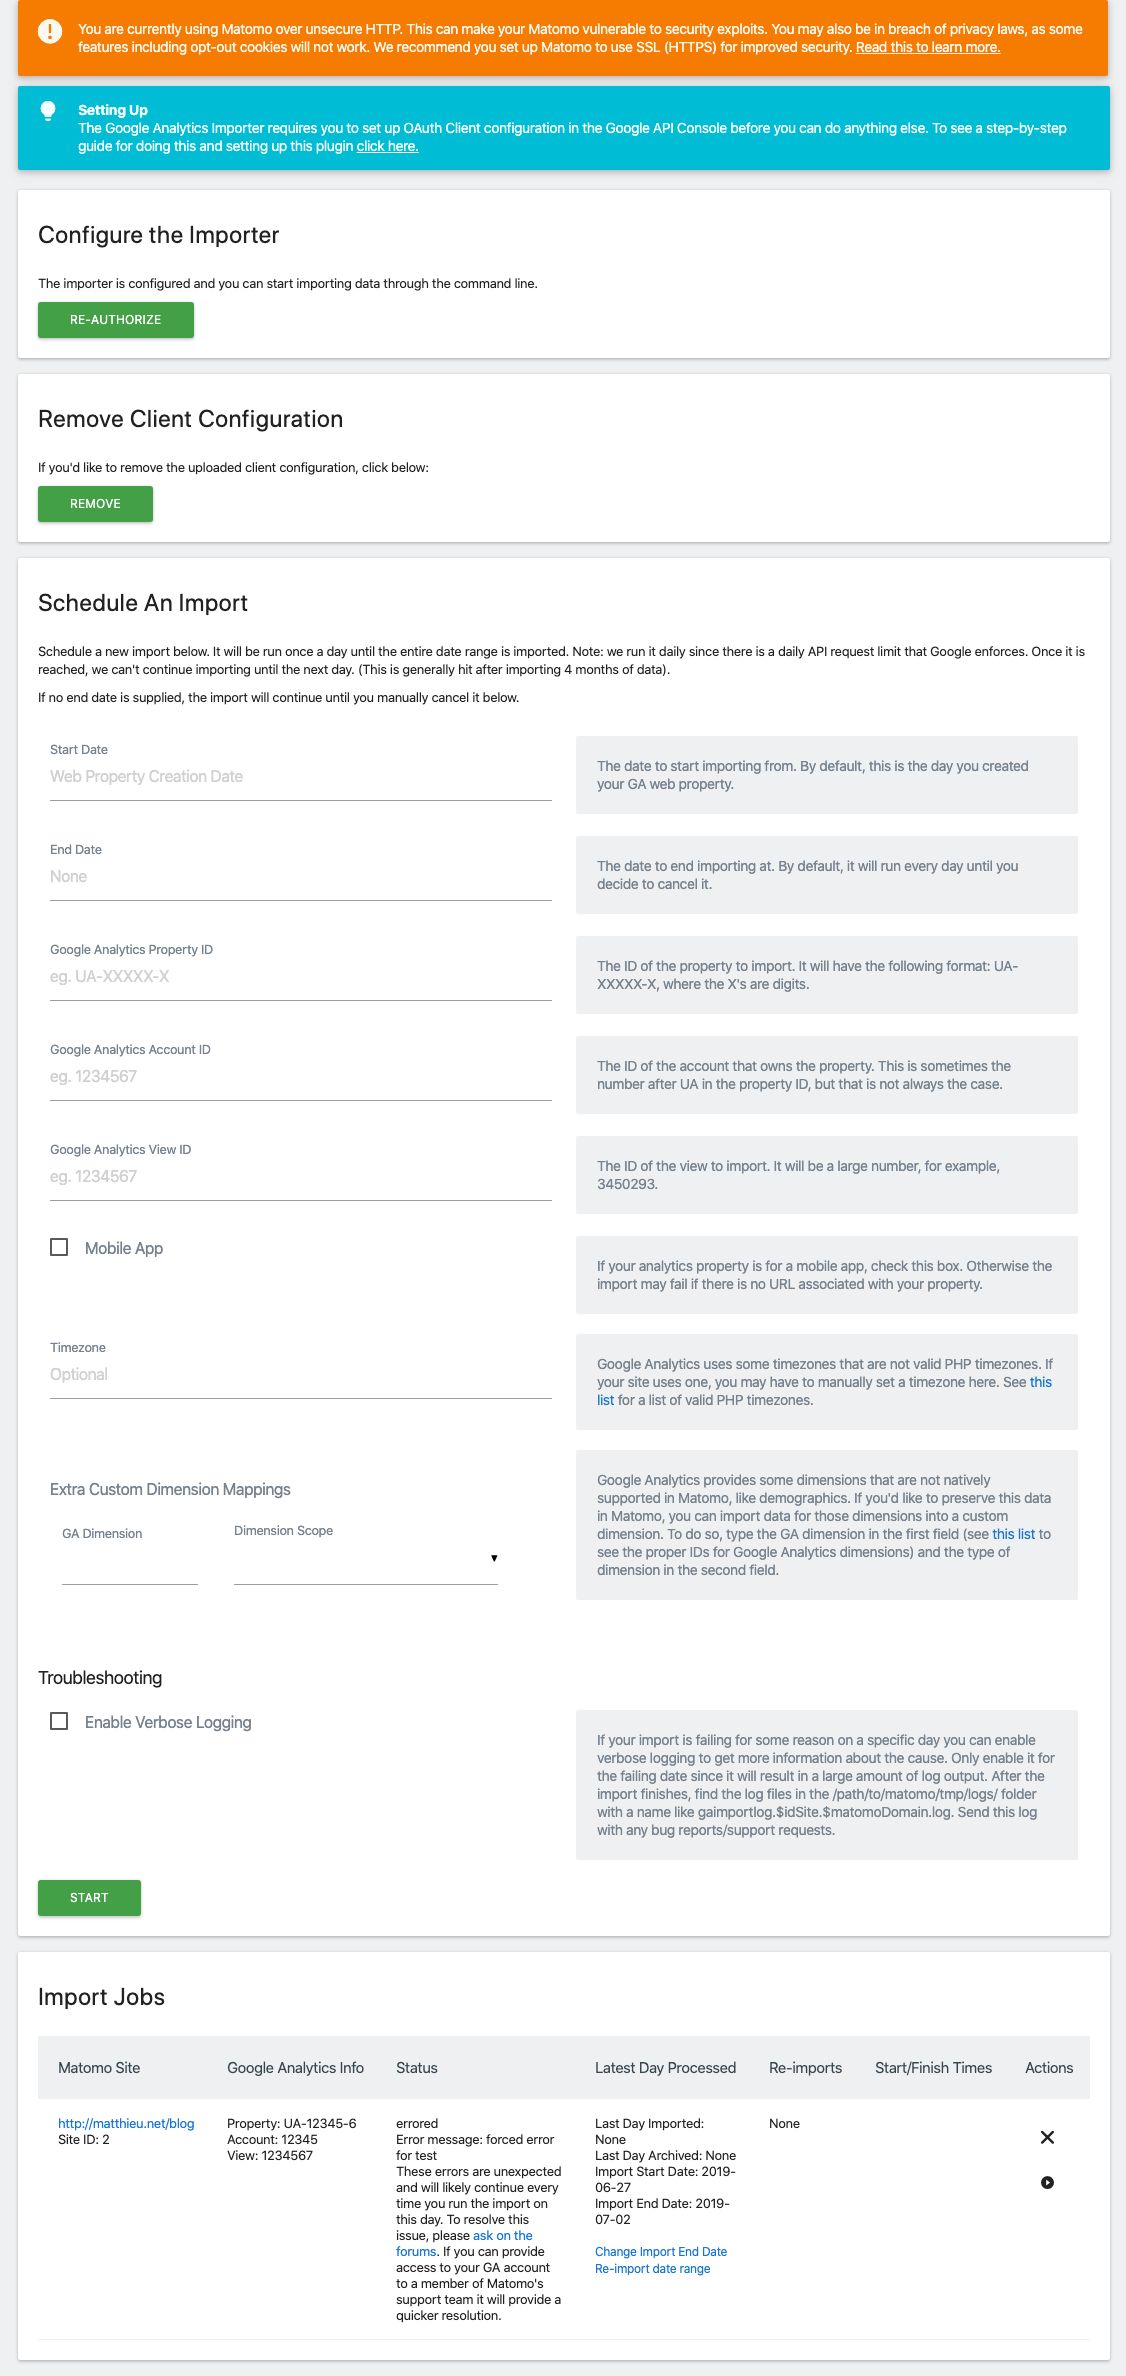 You are currently using Matomo over unsecure HTTP. This can make your Matomo vulnerable to security exploits. You may also be in breach of privacy laws, as some
features including opt-out cookies will not work. We recommend you set up Matomo to use SSL (HTTPS) for improved security. Read this to learn more.
Setting Up
The Google Analytics Importer requires you to set up OAuth Client configuration in the Google API Console before you can do anything else. To see a step-by-step
guide for doing this and setting up this plugin click here.
Configure the Importer
The importer is configured and you can start importing data through the command line.
RE-AUTHORIZE
Remove Client Configuration
If you'd like to remove the uploaded client configuration, click below:
REMOVE
Schedule An Import
Schedule a new import below. It will be run once a day until the entire date range is imported. Note: we run it daily since there is a daily API request limit that Google enforces. Once it is
reached, we can't continue importing until the next day. (This is generally hit after importing 4 months of data).
If no end date is supplied, the import will continue until you manually cancel it below.
Start Date
Web Property Creation Date
The date to start importing from. By default, this is the day you created
your GA web property.
End Date
None
The date to end importing at. By default, it will run every day until you
decide to cancel it.
Google Analytics Property ID
eg. UA-XXXXX-X
The ID of the property to import. It will have the following format: UA-
XXXXX-X, where the X's are digits.
Google Analytics Account ID
eg. 1234567
The ID of the account that owns the property. This is sometimes the
number after UA in the property ID, but that is not always the case.
Google Analytics View ID
eg. 1234567
The ID of the view to import. It will be a large number, for example,
3450293.
Mobile App
If your analytics property is for a mobile app, check this box. Otherwise the
import may fail if there is no URL associated with your property.
Timezone
Optional
Google Analytics uses some timezones that are not valid PHP timezones. If
your site uses one, you may have to manually set a timezone here. See this
list for a list of valid PHP timezones.
Extra Custom Dimension Mappings
GA Dimension
Dimension Scope
Google Analytics provides some dimensions that are not natively
supported in Matomo, like demographics. If you'd like to preserve this data
in Matomo, you can import data for those dimensions into a custom
dimension. To do so, type the GA dimension in the first field (see this list to
see the proper IDs for Google Analytics dimensions) and the type of
dimension in the second field.
Troubleshooting
Enable Verbose Logging
If your import is failing for some reason on a specific day you can enable
verbose logging to get more information about the cause. Only enable it for
the failing date since it will result in a large amount of log output. After the
import finishes, find the log files in the /path/to/matomo/tmp/logs/ folder
with a name like gaimportlog.$idSite.$matomoDomain.log. Send this log
with any bug reports/support requests.
START
Import Jobs
Matomo Site
Google Analytics Info
Status
Latest Day Processed
Re-imports
Start/Finish Times
Actions
http://matthieu.net/blog
Site ID: 2
Property: UA-12345-6
Account: 12345
View: 1234567
errored
Error message: forced error
for test
These errors are unexpected
and will likely continue every
time you run the import on
this day. To resolve this
issue, please ask on the
forums. If you can provide
access to your GA account
to a member of Matomo's
support team it will provide a
quicker resolution.
Last Day Imported:
None
Last Day Archived: None
Import Start Date: 2019-
06-27
Import End Date: 2019-
07-02
Change Import End Date
Re-import date range
None